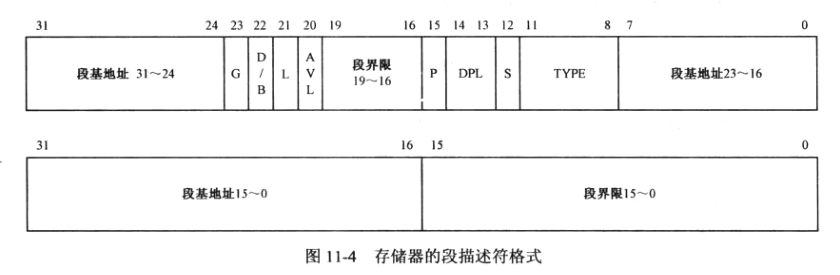 31 24 23 22 21 20 19 16 15 14 13 12 11 8 7 0
段基地址 31～24 G D/B L AVL 段界限 19～16 P DPL S TYPE 段基地址23～16
31 16 15 0
段基地址15～0 段界限15～0
图 11-4 存储器的段描述符格式